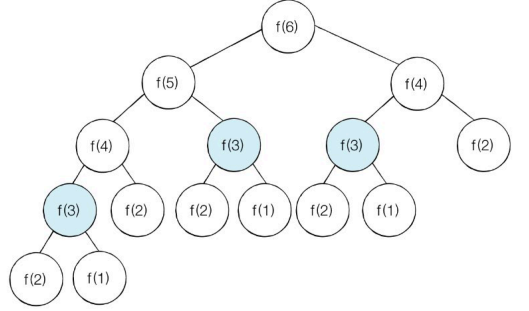 f(6)
f(5) f(4)
f(4) f(3) f(3) f(2)
f(3) f(2) f(2) f(1) f(2) f(1)
f(2) f(1)